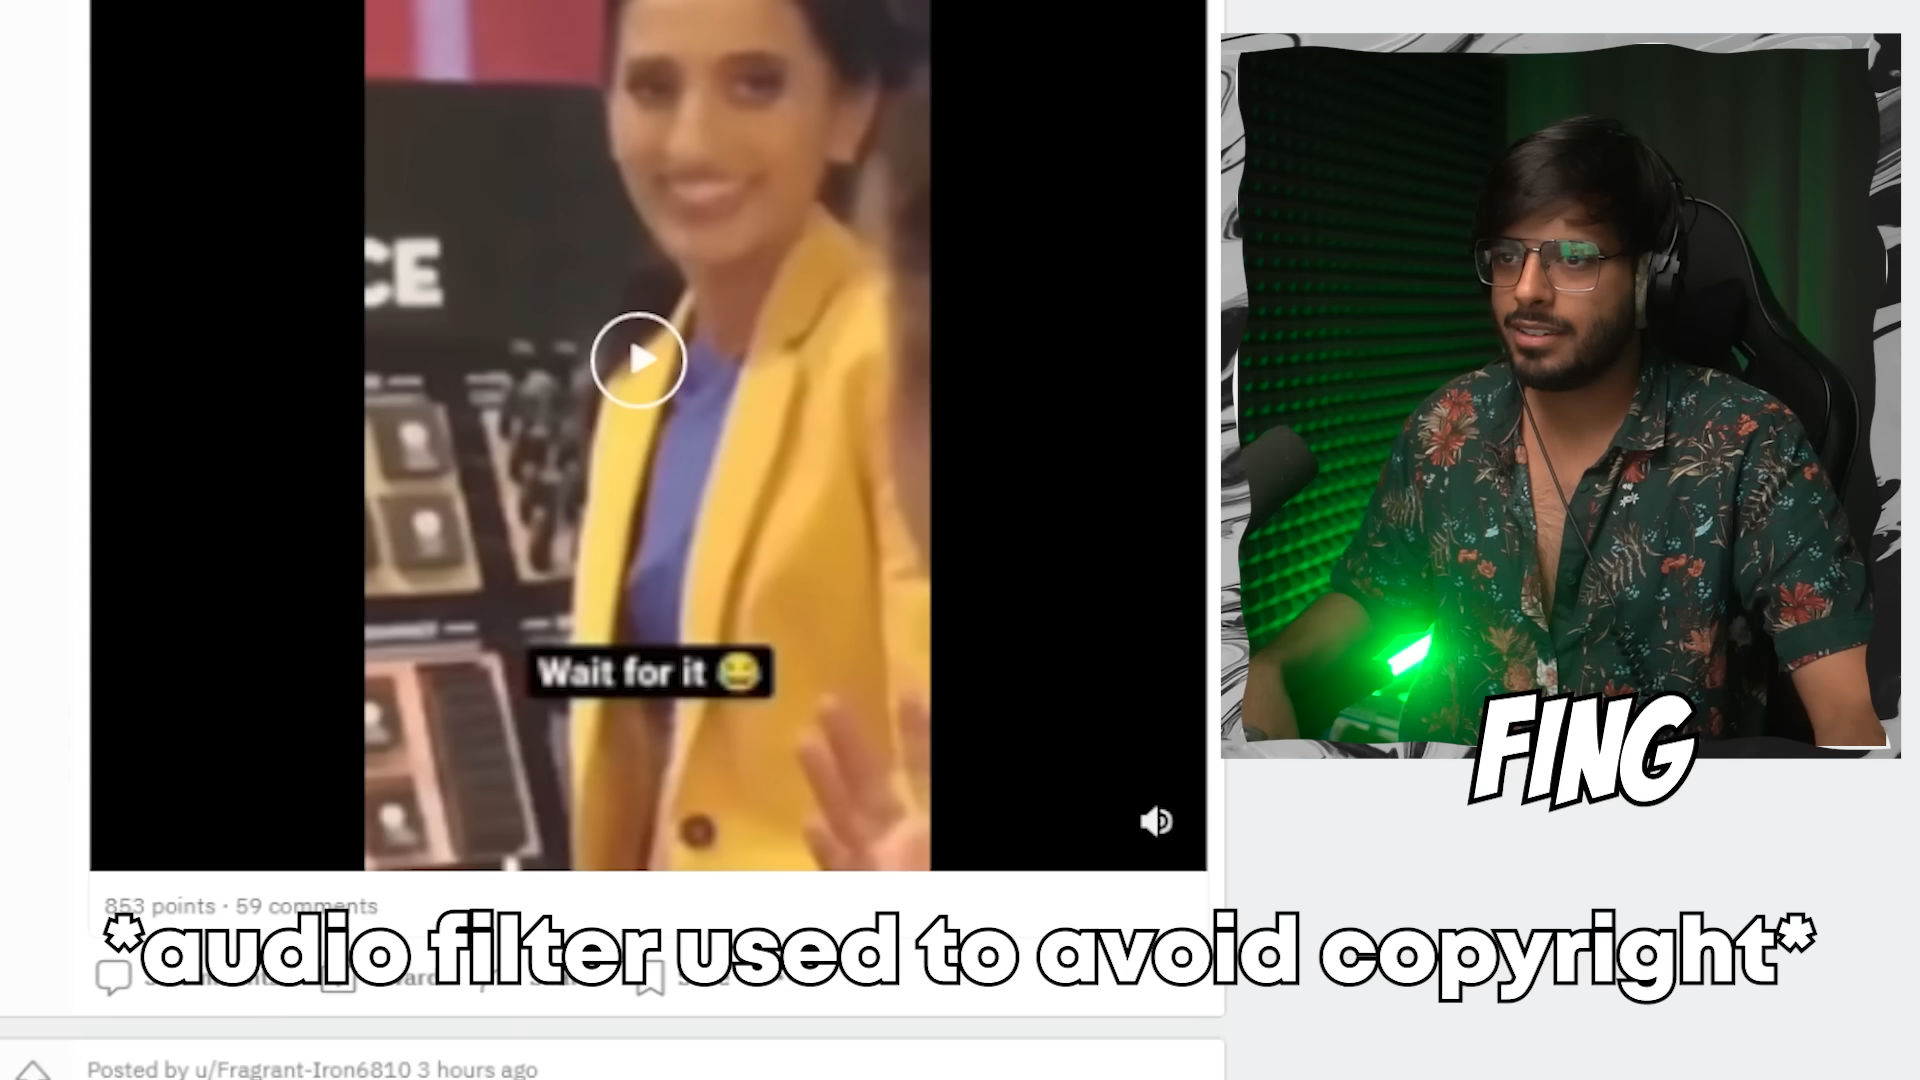 CE
Wait for it 😂
FING
853 points · 59 comments
*audio filter used to avoid copyright*
Posted by u/Fragrant-Iron6810 3 hours ago